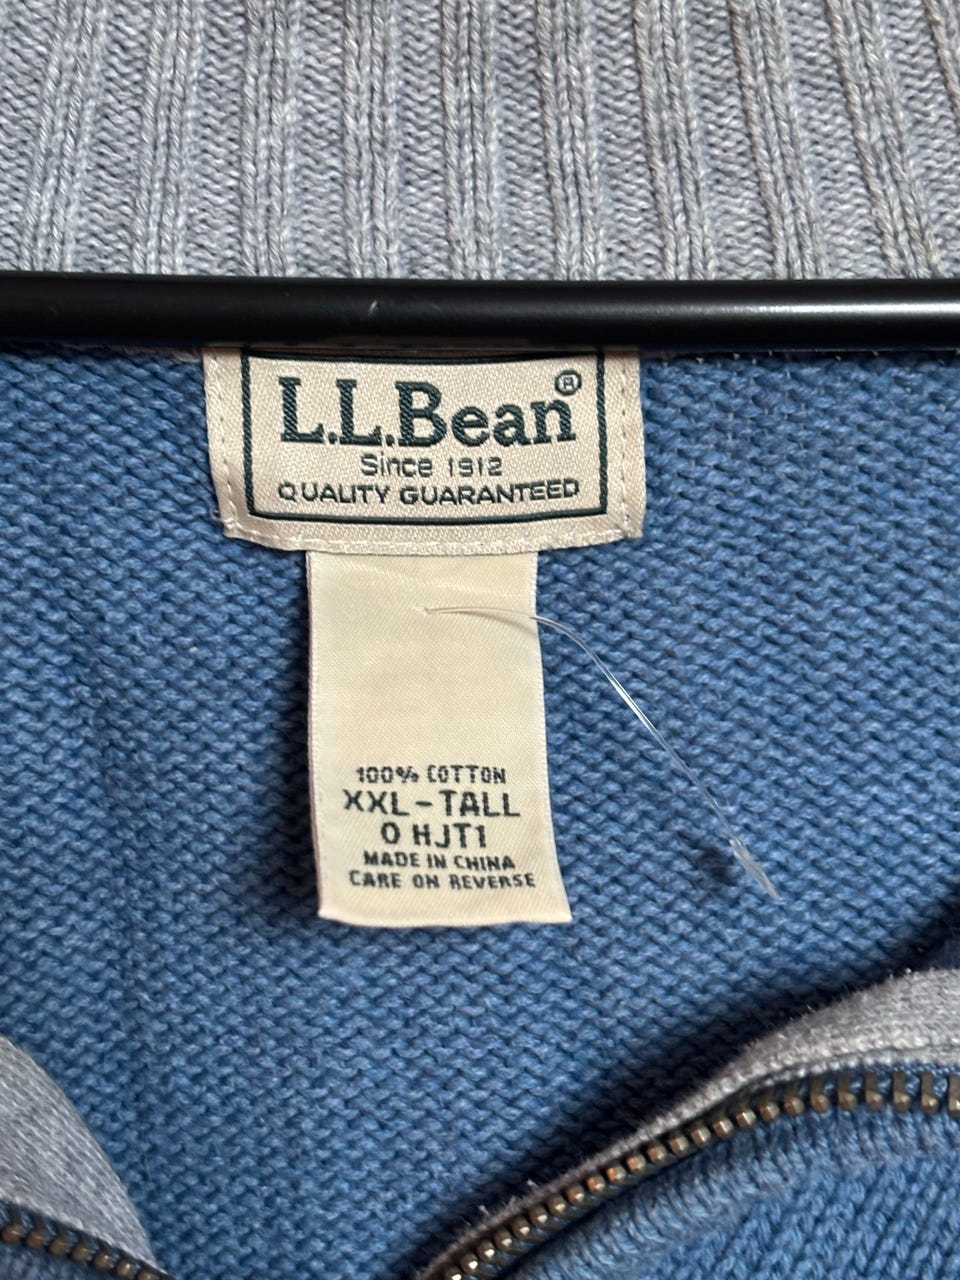 L.L.Bean®
Since 1912
QUALITY GUARANTEED
100% COTTON
XXL-TALL
0 HJT1
MADE IN CHINA
CARE ON REVERSE